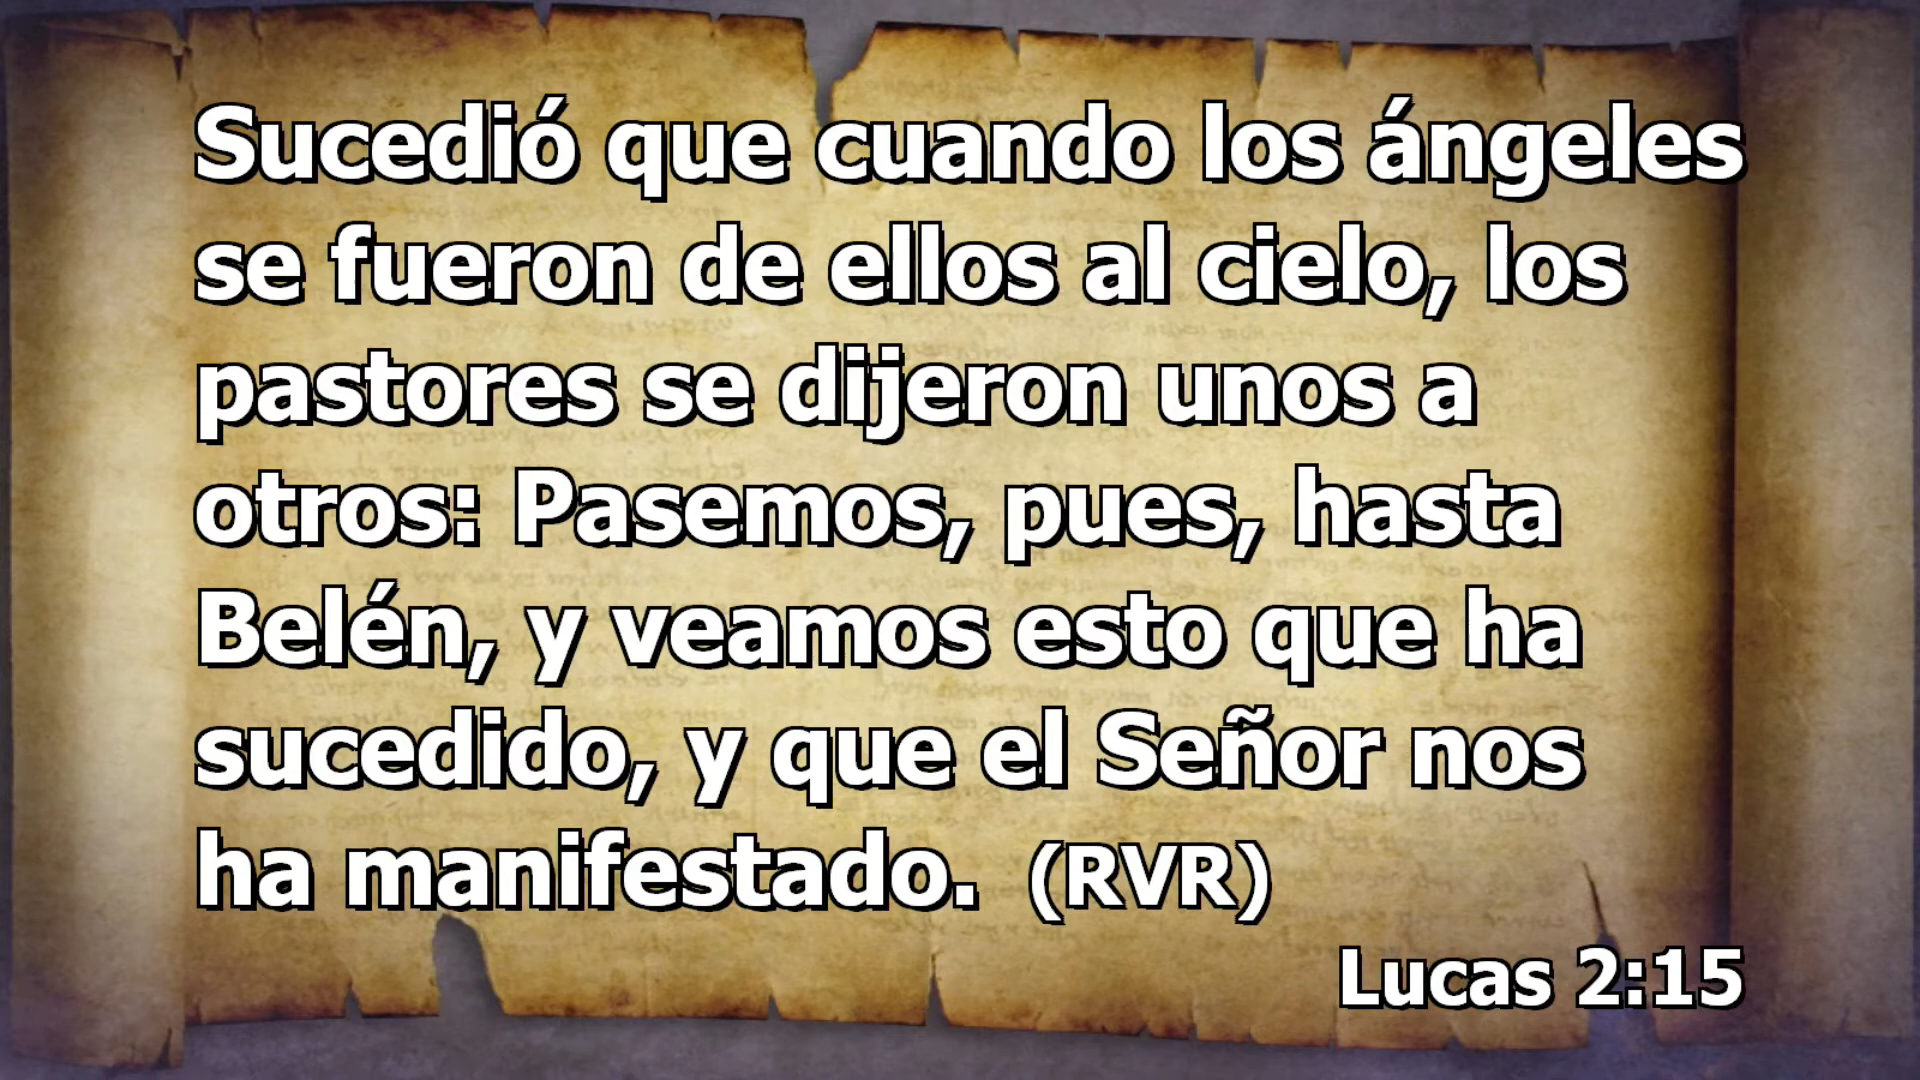 Sucedió que cuando los ángeles
se fueron de ellos al cielo, los
pastores se dijeron unos a
otros: Pasemos, pues, hasta
Belén, y veamos esto que ha
sucedido, y que el Señor nos
ha manifestado. (RVR)
Lucas 2:15